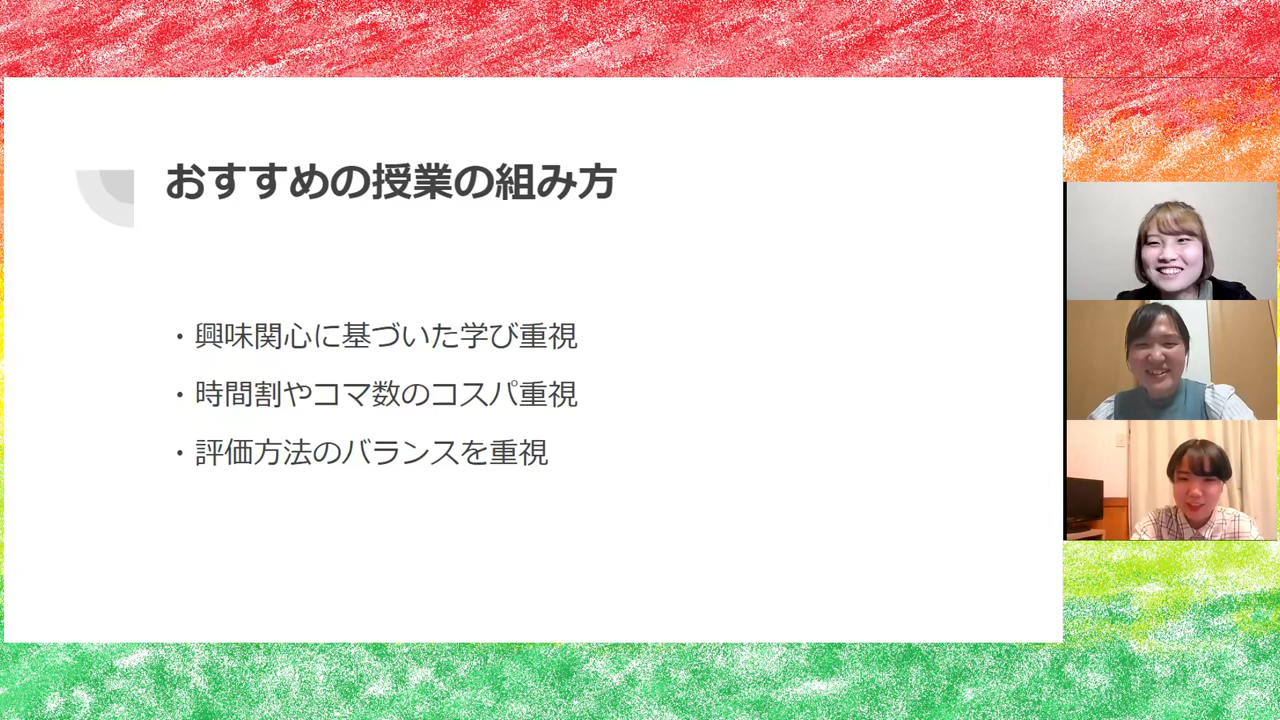 おすすめの授業の組み方
・興味関心に基づいた学び重視
・時間割やコマ数のコスパ重視
・評価方法のバランスを重視